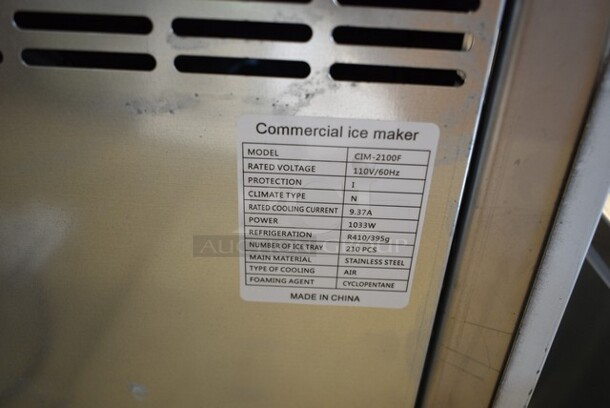 Commercial ice maker
MODEL CIM-2100F
RATED VOLTAGE 110V/60Hz
PROTECTION I
CLIMATE TYPE N
RATED COOLING CURRENT 9.37A
POWER 1033W
REFRIGERATION R410/395g
NUMBER OF ICE TRAY 210 PCS
MAIN MATERIAL STAINLESS STEEL
TYPE OF COOLING AIR
FOAMING AGENT CYCLOPENTANE
MADE IN CHINA